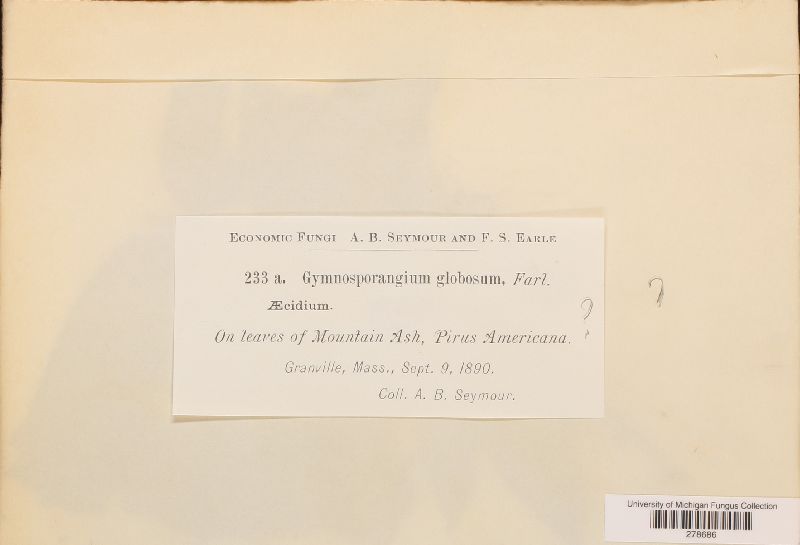 ECONOMIC FUNGI A. B. SEYMOUR AND F. S. EARLE
233 a. Gymnosporangium globosum, Farl.
Æcidium.
On leaves of Mountain Ash, Pirus Americana. ?
Granville, Mass., Sept. 9, 1890.
Coll. A. B. Seymour.
?
University of Michigan Fungus Collection
278686